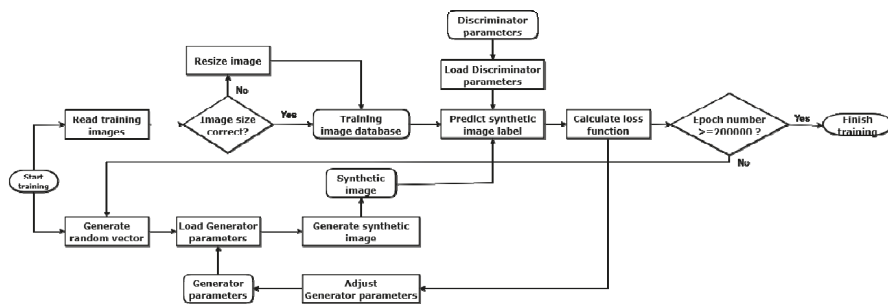 Discriminator
parameters
Resize image
Load Discriminator
parameters
No
Read training
images
Image size
correct?
Yes
Training
image database
Predict synthetic
image label
Calculate loss
function
Epoch number
>=200000 ?
Yes
Finish
training
No
Start
training
Synthetic
image
Generate
random vector
Load Generator
parameters
Generate synthetic
image
Generator
parameters
Adjust
Generator parameters